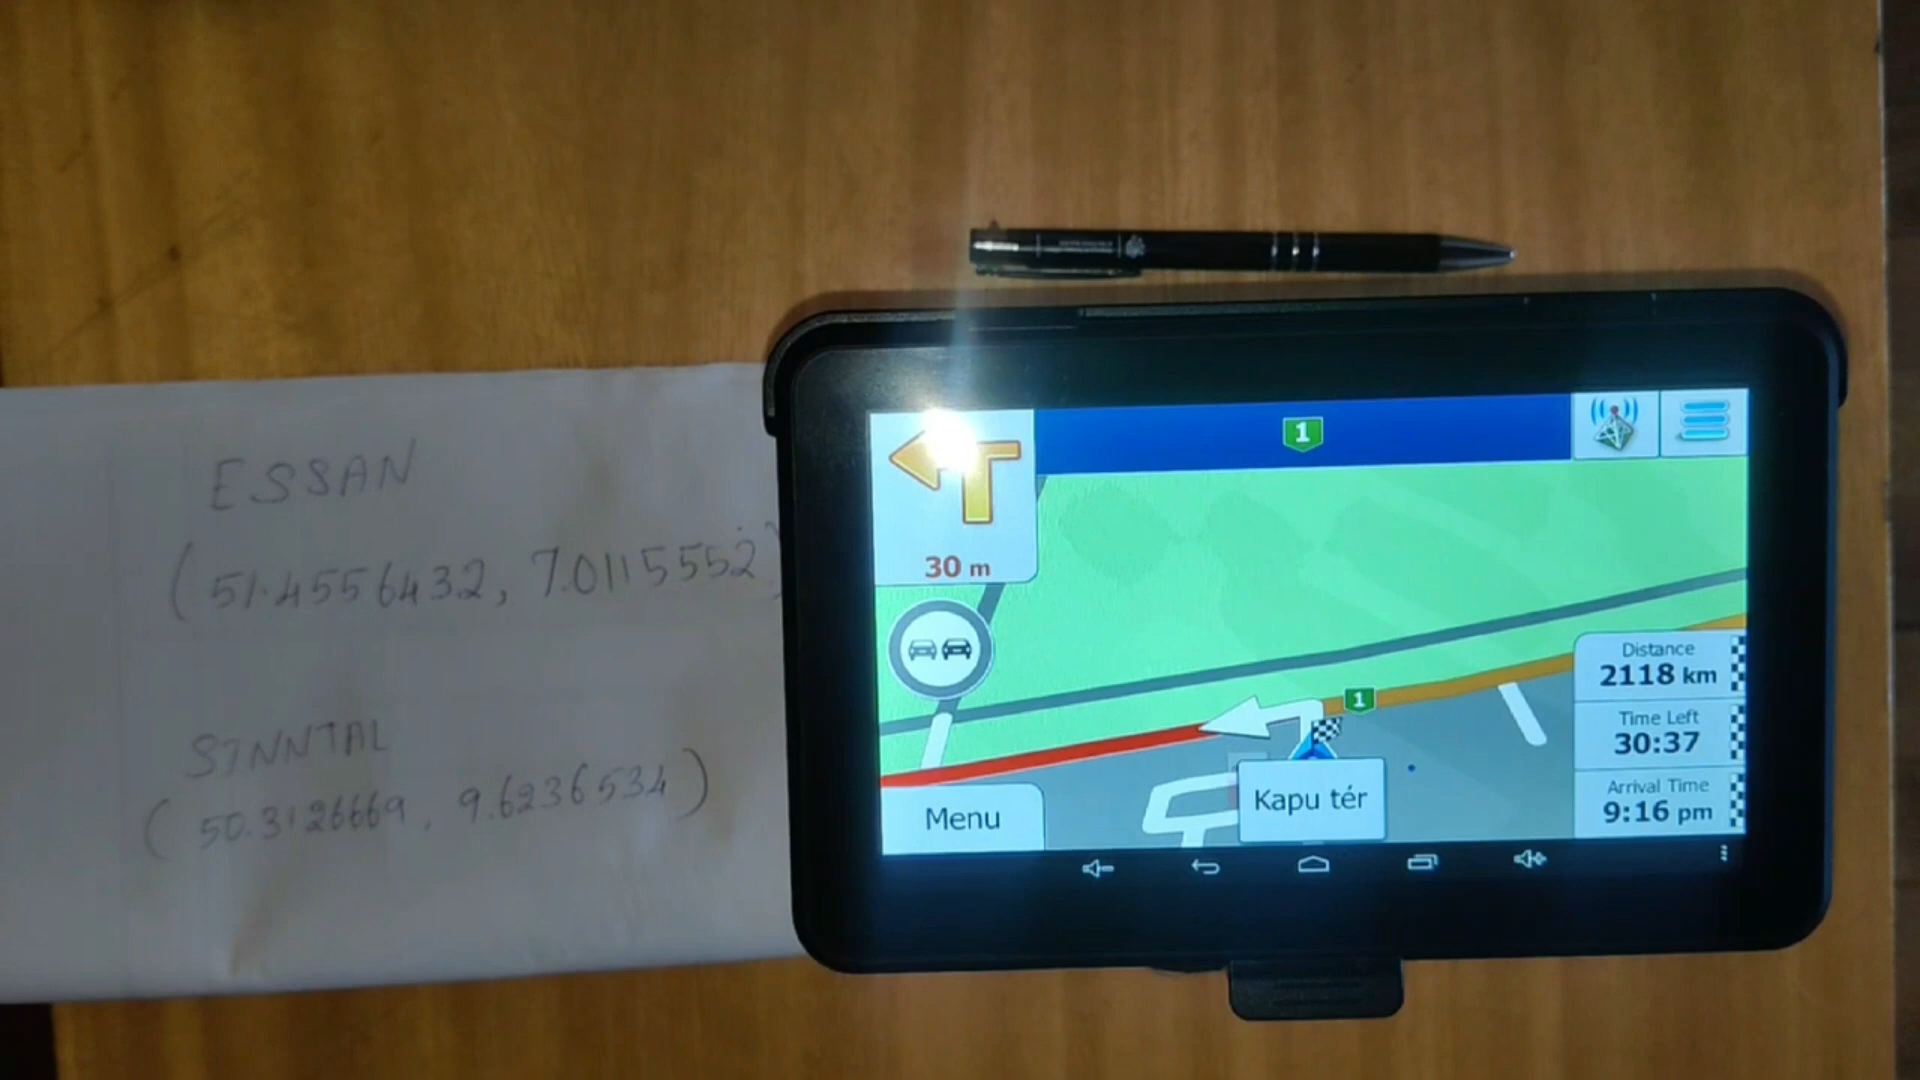 ESSAN
(51.4556432, 7.0115552)
SINNTAL
(50.3126669, 9.6236534)
1
30 m
1
Distance
2118 km
Time Left
30:37
Arrival Time
9:16 pm
Kapu tér
Menu